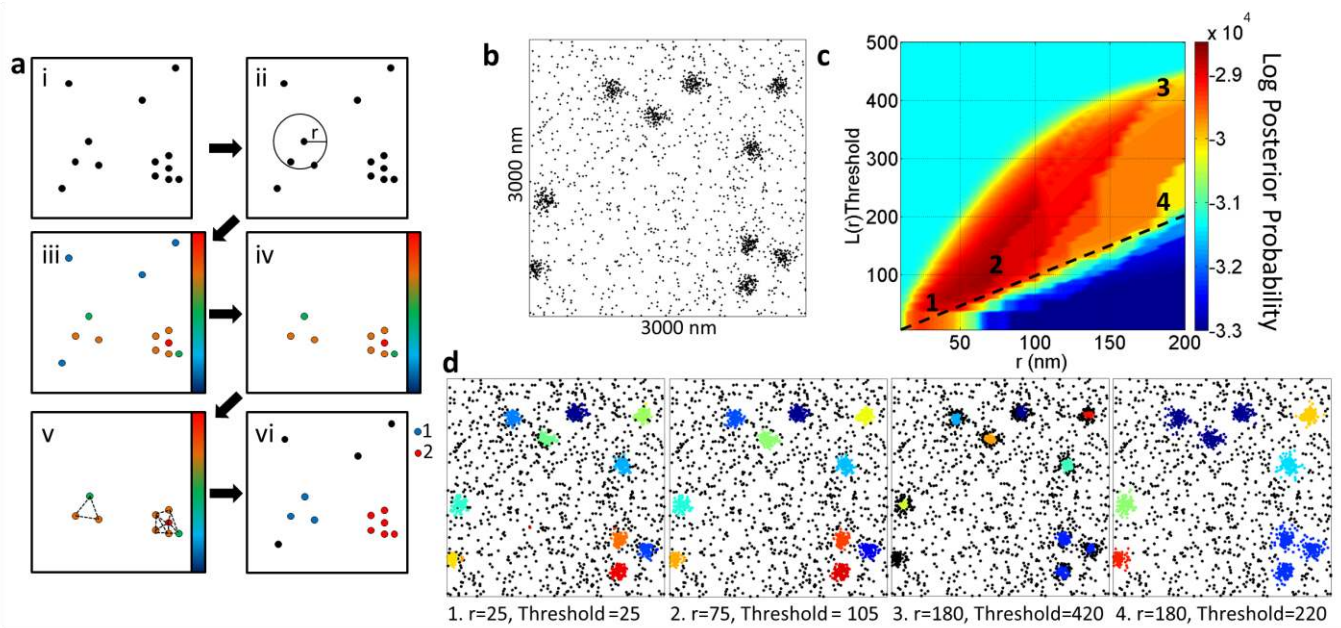 a
i
ii
r
iii
iv
v
vi
1
2
b
3000 nm
3000 nm
c
L(r)Threshold
500
400
300
200
100
50
100
150
200
r (nm)
1
2
3
4
x 10⁴
-2.9
-3
-3.1
-3.2
-3.3
Log Posterior Probability
d
1. r=25, Threshold=25
2. r=75, Threshold = 105
3. r=180, Threshold=420
4. r=180, Threshold=220